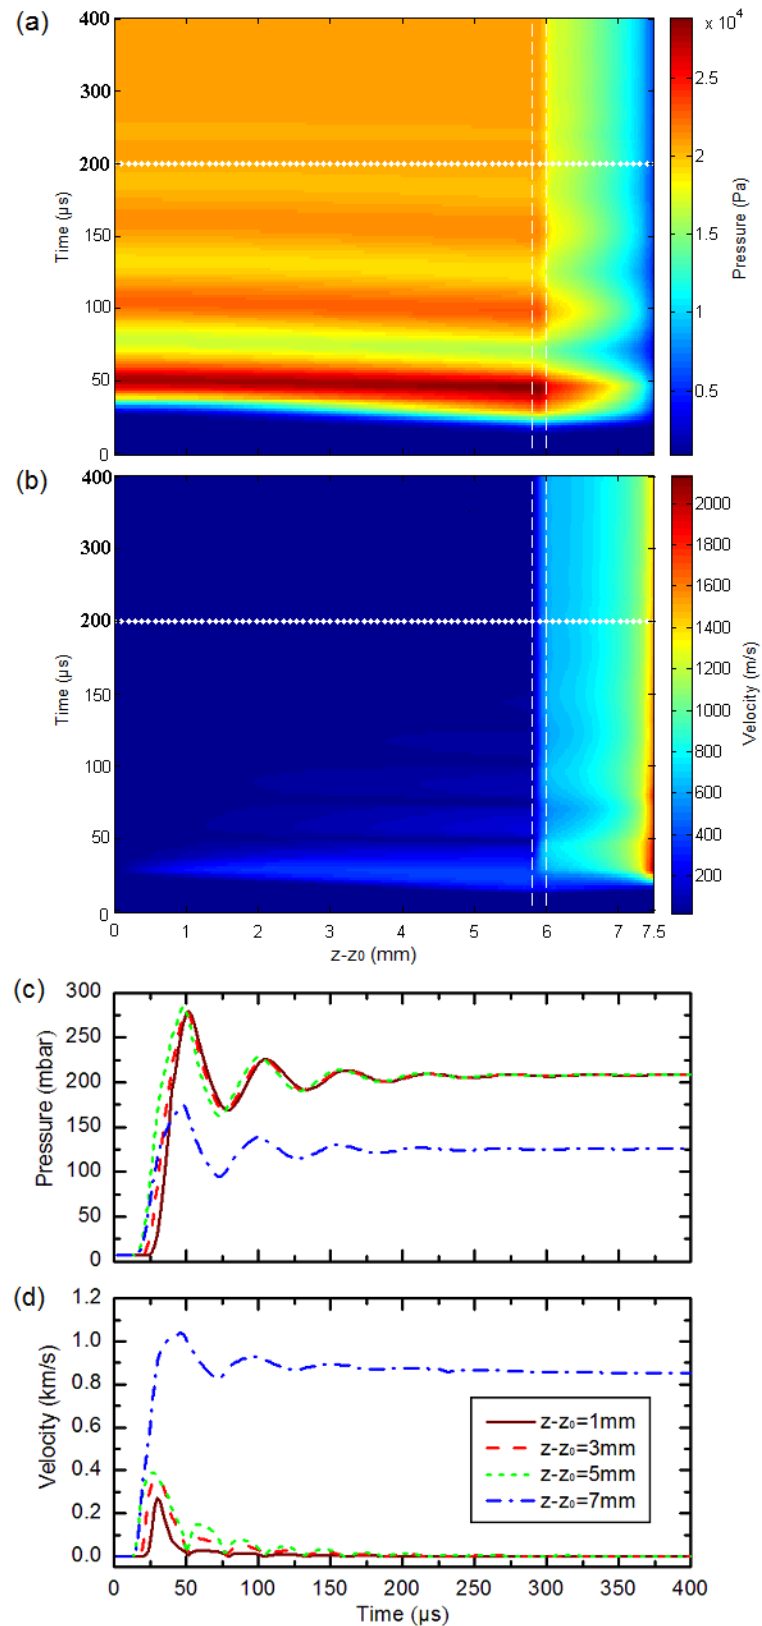 (a)
400
300
200
150
100
50
0
Time (µs)
x 10⁴
2.5
2
1.5
1
0.5
Pressure (Pa)
(b)
400
300
200
150
100
50
0
Time (µs)
0
1
2
3
4
5
6
7
7.5
z-z₀ (mm)
2000
1800
1600
1400
1200
1000
800
600
400
200
Velocity (m/s)
(c)
300
250
200
150
100
50
0
Pressure (mbar)
(d)
1.2
1.0
0.8
0.6
0.4
0.2
0.0
Velocity (km/s)
z-z₀=1mm
z-z₀=3mm
z-z₀=5mm
z-z₀=7mm
0 50 100 150 200 250 300 350 400
Time (µs)